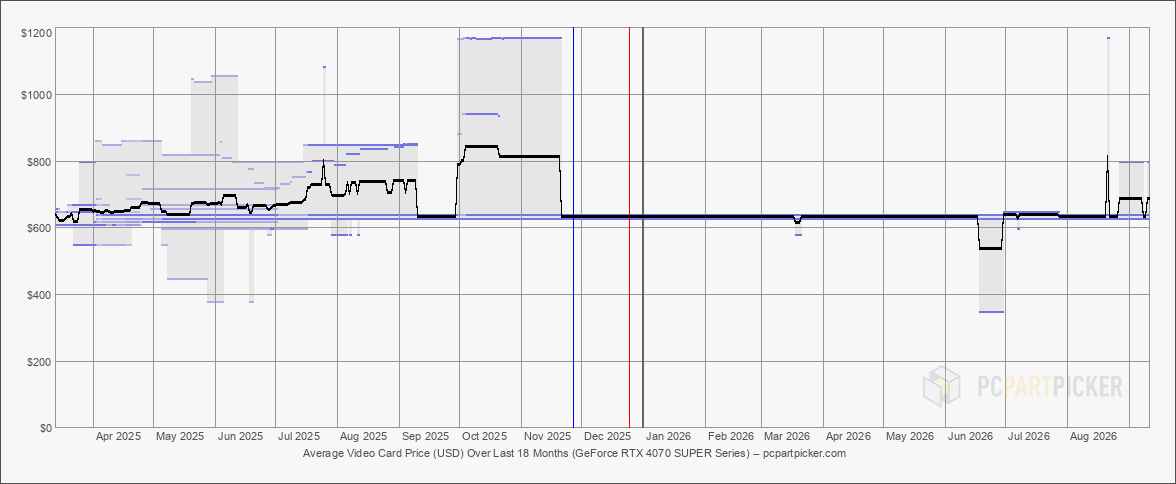 $1200
$1000
$800
$600
$400
$200
$0
PCPARTPICKER
Apr 2025 May 2025 Jun 2025 Jul 2025 Aug 2025 Sep 2025 Oct 2025 Nov 2025 Dec 2025 Jan 2026 Feb 2026 Mar 2026 Apr 2026 May 2026 Jun 2026 Jul 2026 Aug 2026
Average Video Card Price (USD) Over Last 18 Months (GeForce RTX 4070 SUPER Series) -- pcpartpicker.com